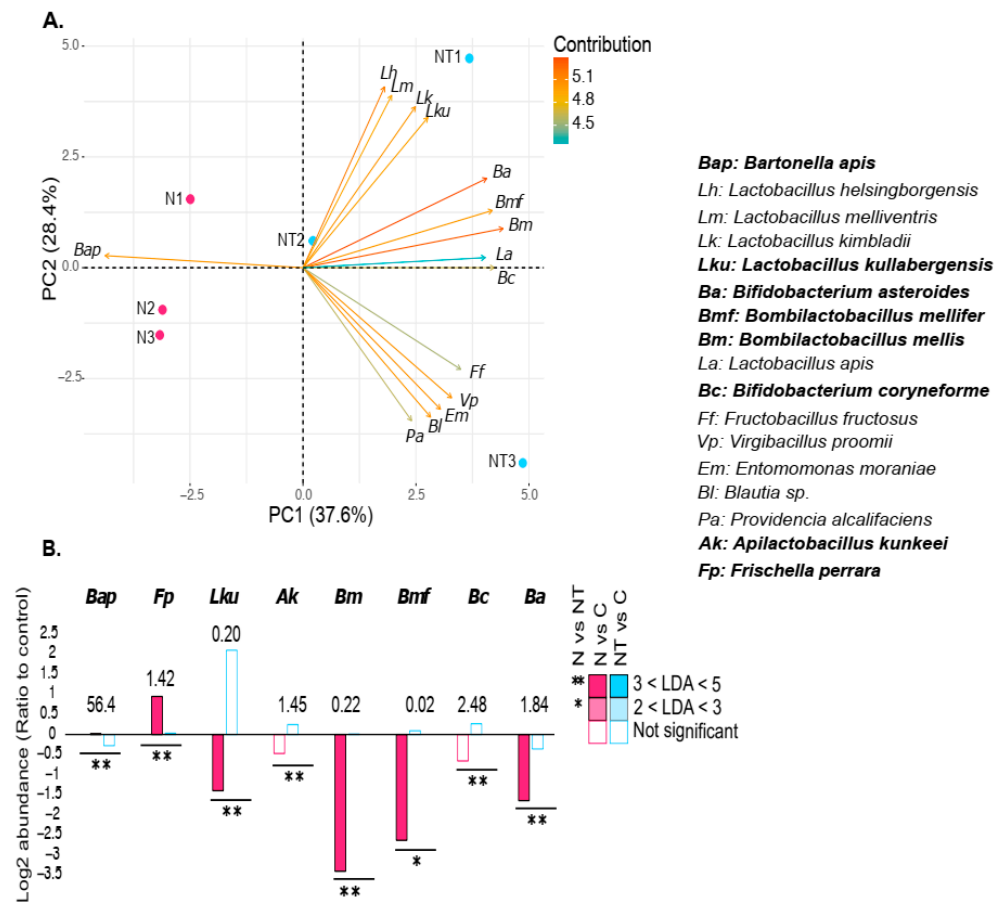 A.
5.0
2.5
0.0
−2.5
−5.0
PC2 (28.4%)
−2.5
0.0
2.5
5.0
PC1 (37.6%)
NT1
N1
NT2
N2
N3
NT3
Bap
Lh
Lm
Lk
Lku
Ba
Bmf
Bm
La
Bc
Ff
Vp
Em
Bl
Pa
Contribution
5.1
4.8
4.5
Bap: Bartonella apis
Lh: Lactobacillus helsingborgensis
Lm: Lactobacillus melliventris
Lk: Lactobacillus kimbladii
Lku: Lactobacillus kullabergensis
Ba: Bifidobacterium asteroides
Bmf: Bombilactobacillus mellifer
Bm: Bombilactobacillus mellis
La: Lactobacillus apis
Bc: Bifidobacterium coryneforme
Ff: Fructobacillus fructosus
Vp: Virgibacillus proomii
Em: Entomomonas moraniae
Bl: Blautia sp.
Pa: Providencia alcalifaciens
Ak: Apilactobacillus kunkeei
Fp: Frischella perrara
B.
Log2 abundance (Ratio to control)
2.5
2
1.5
1
0.5
0
−0.5
−1
−1.5
−2
−2.5
−3
−3.5
Bap Fp Lku Ak Bm Bmf Bc Ba
56.4 1.42 0.20 1.45 0.22 0.02 2.48 1.84
** ** ** ** ** * ** **
N vs NT
N vs C
NT vs C
** 3 < LDA < 5
* 2 < LDA < 3
Not significant